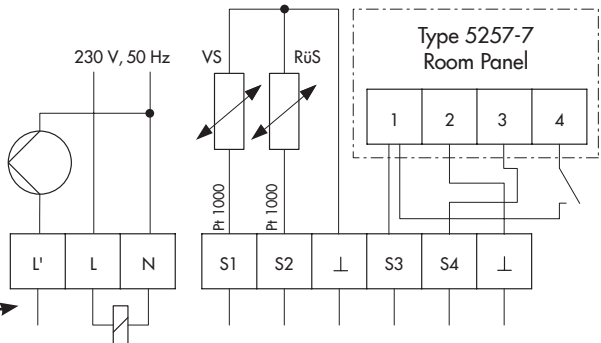 230 V, 50 Hz
VS
RüS
Type 5257-7
Room Panel
1 2 3 4
Pt 1000
Pt 1000
L' L N S1 S2 ⊥ S3 S4 ⊥